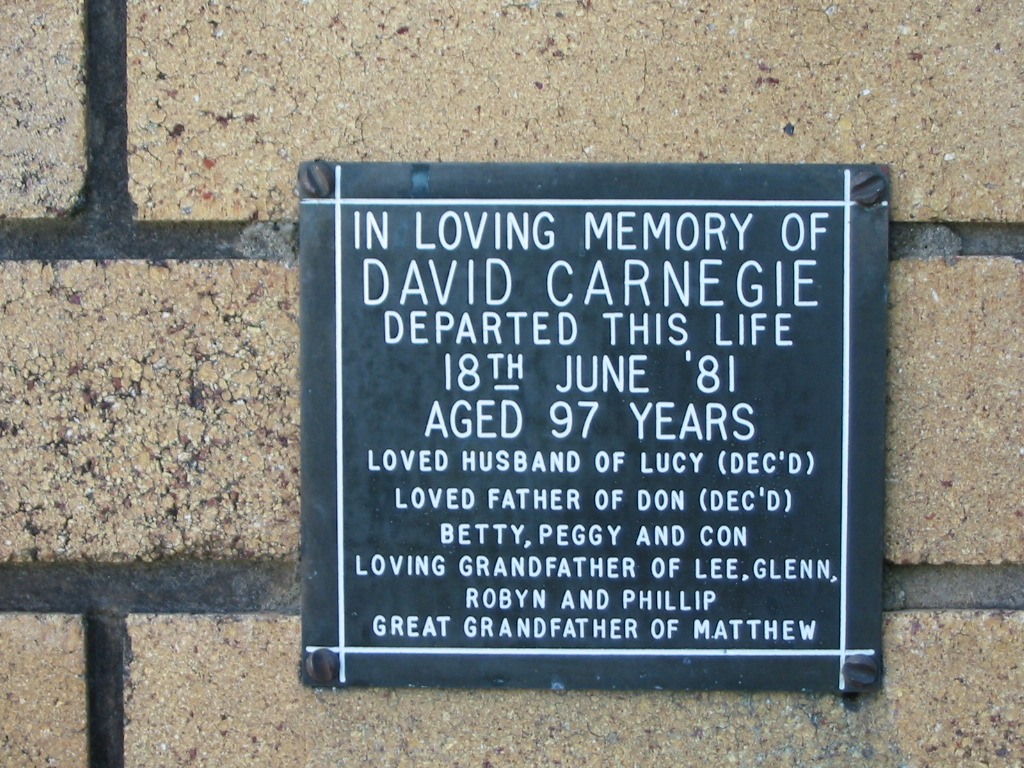 IN LOVING MEMORY OF
DAVID CARNEGIE
DEPARTED THIS LIFE
18TH JUNE '81
AGED 97 YEARS
LOVED HUSBAND OF LUCY (DEC'D)
LOVED FATHER OF DON (DEC'D)
BETTY, PEGGY AND CON
LOVING GRANDFATHER OF LEE, GLENN,
ROBYN AND PHILLIP
GREAT GRANDFATHER OF MATTHEW